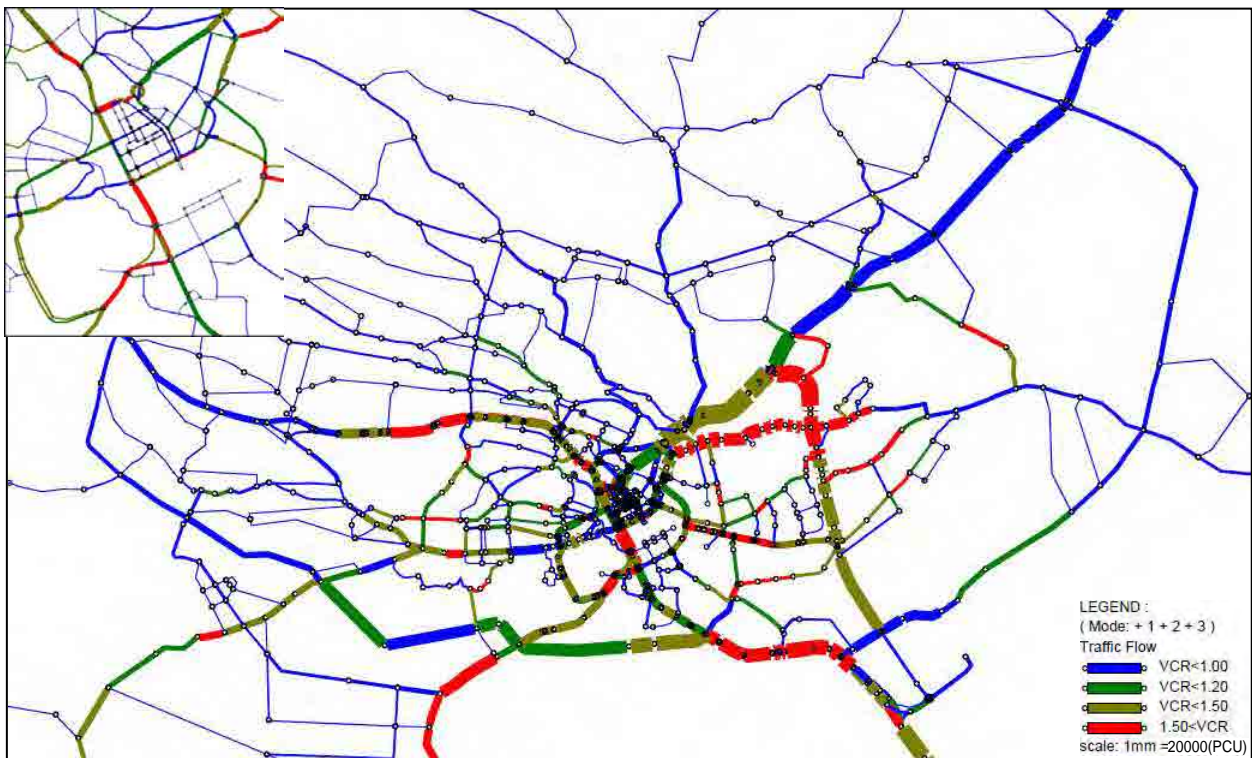 LEGEND :
( Mode: + 1 + 2 + 3 )
Traffic Flow
VCR<1.00
VCR<1.20
VCR<1.50
1.50<VCR
scale: 1mm =20000(PCU)